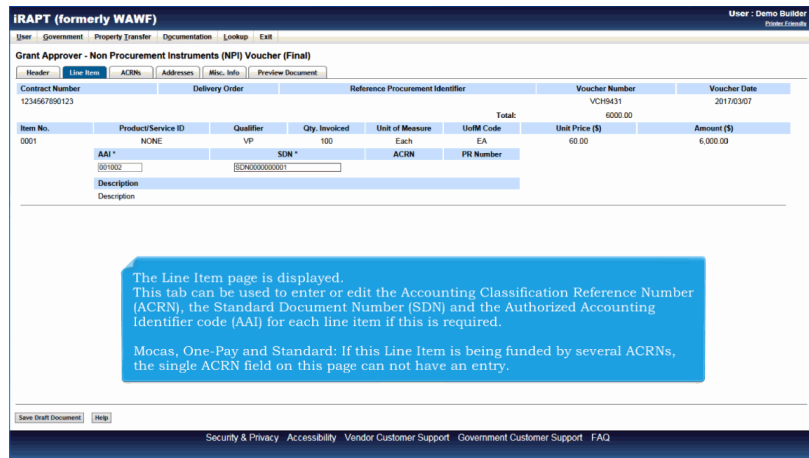 iRAPT (formerly WAWF)
User : Demo Builder
Printer Friendly
User Government Property Transfer Documentation Lookup Exit
Grant Approver - Non Procurement Instruments (NPI) Voucher (Final)
Header Line Item ACRNs Addresses Misc. Info Preview Document
Contract Number Delivery Order Reference Procurement Identifier Voucher Number Voucher Date
1234567890123 VCH9431 2017/03/07
Total: 6000.00
Item No. Product/Service ID Qualifier Qty. Invoiced Unit of Measure UofM Code Unit Price ($) Amount ($)
0001 NONE VP 100 Each EA 60.00 6,000.00
AAI * SDN * ACRN PR Number
001002 SDN0000000001
Description
Description
The Line Item page is displayed.
This tab can be used to enter or edit the Accounting Classification Reference Number
(ACRN), the Standard Document Number (SDN) and the Authorized Accounting
Identifier code (AAI) for each line item if this is required.
Mocas, One-Pay and Standard: If this Line Item is being funded by several ACRNs,
the single ACRN field on this page can not have an entry.
Save Draft Document Help
Security & Privacy Accessibility Vendor Customer Support Government Customer Support FAQ